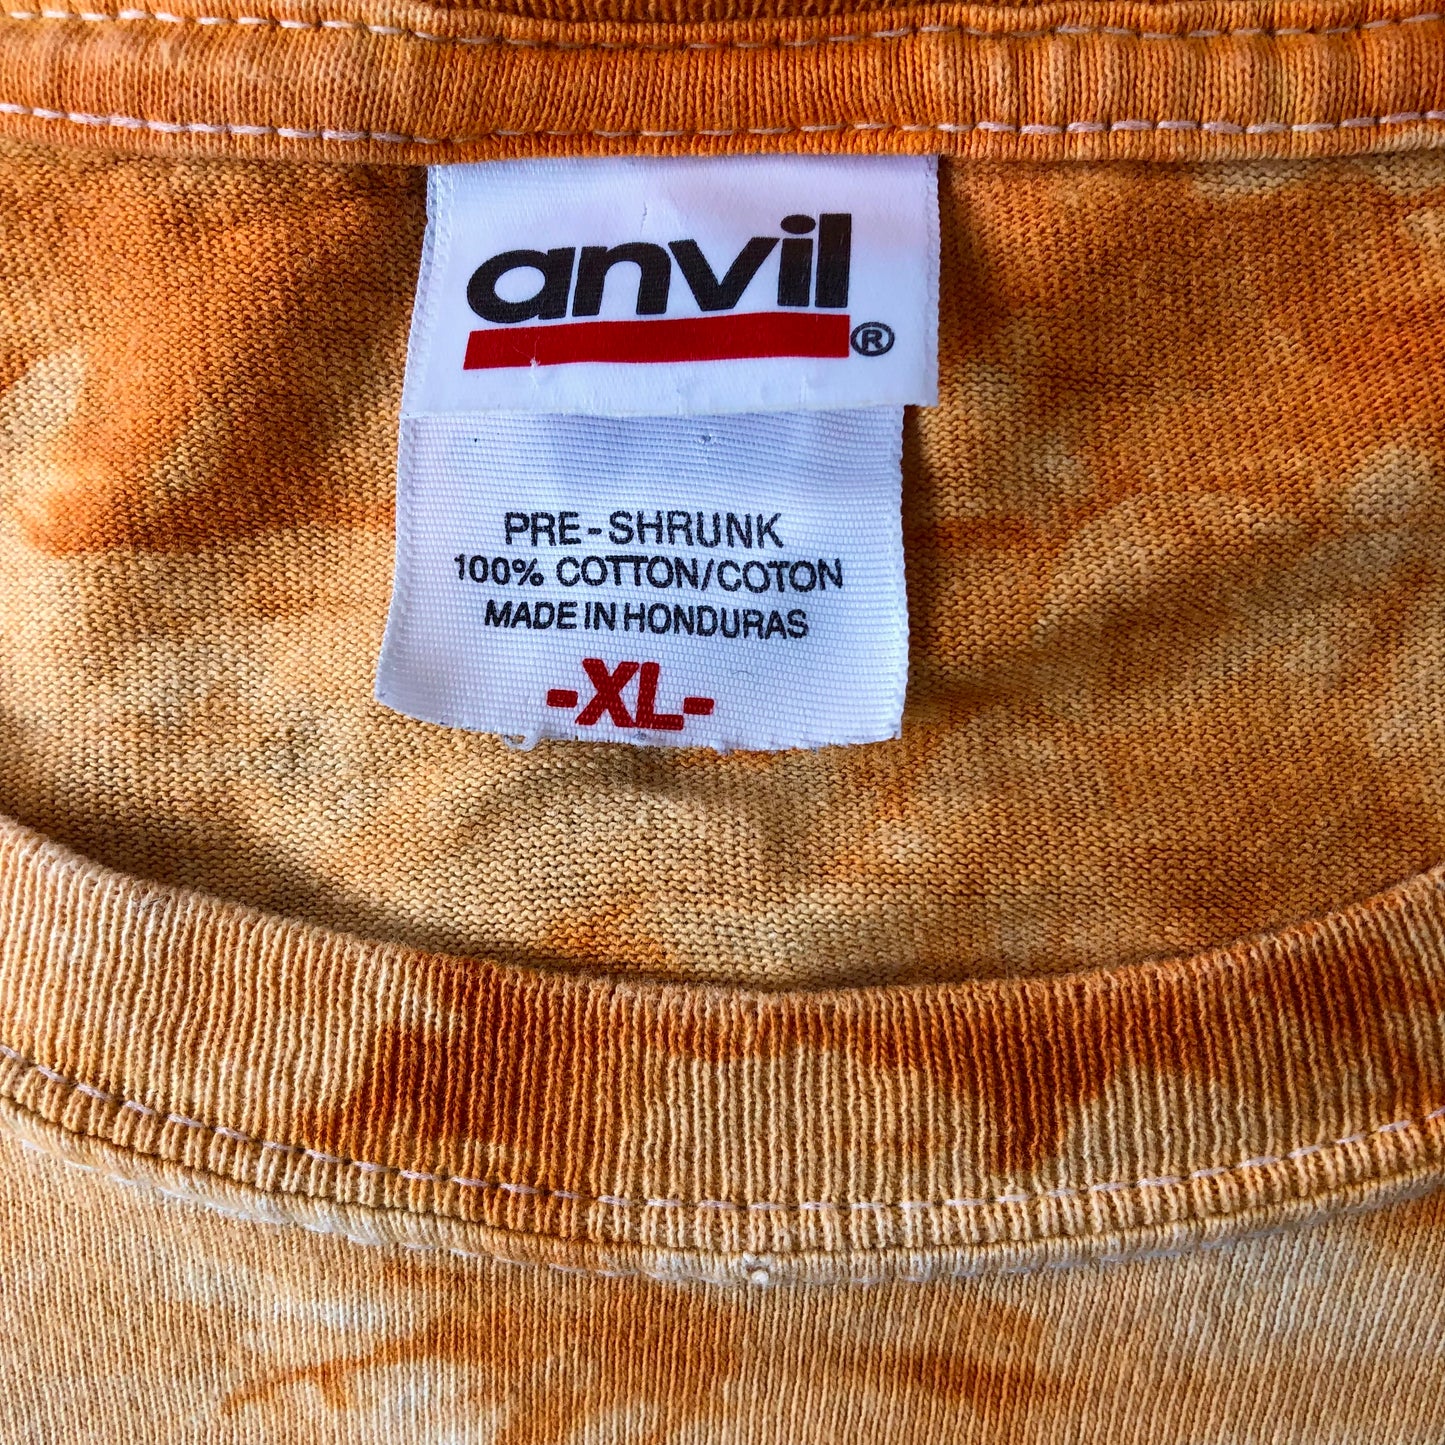 anvil®
PRE-SHRUNK
100% COTTON/COTON
MADE IN HONDURAS
-XL-